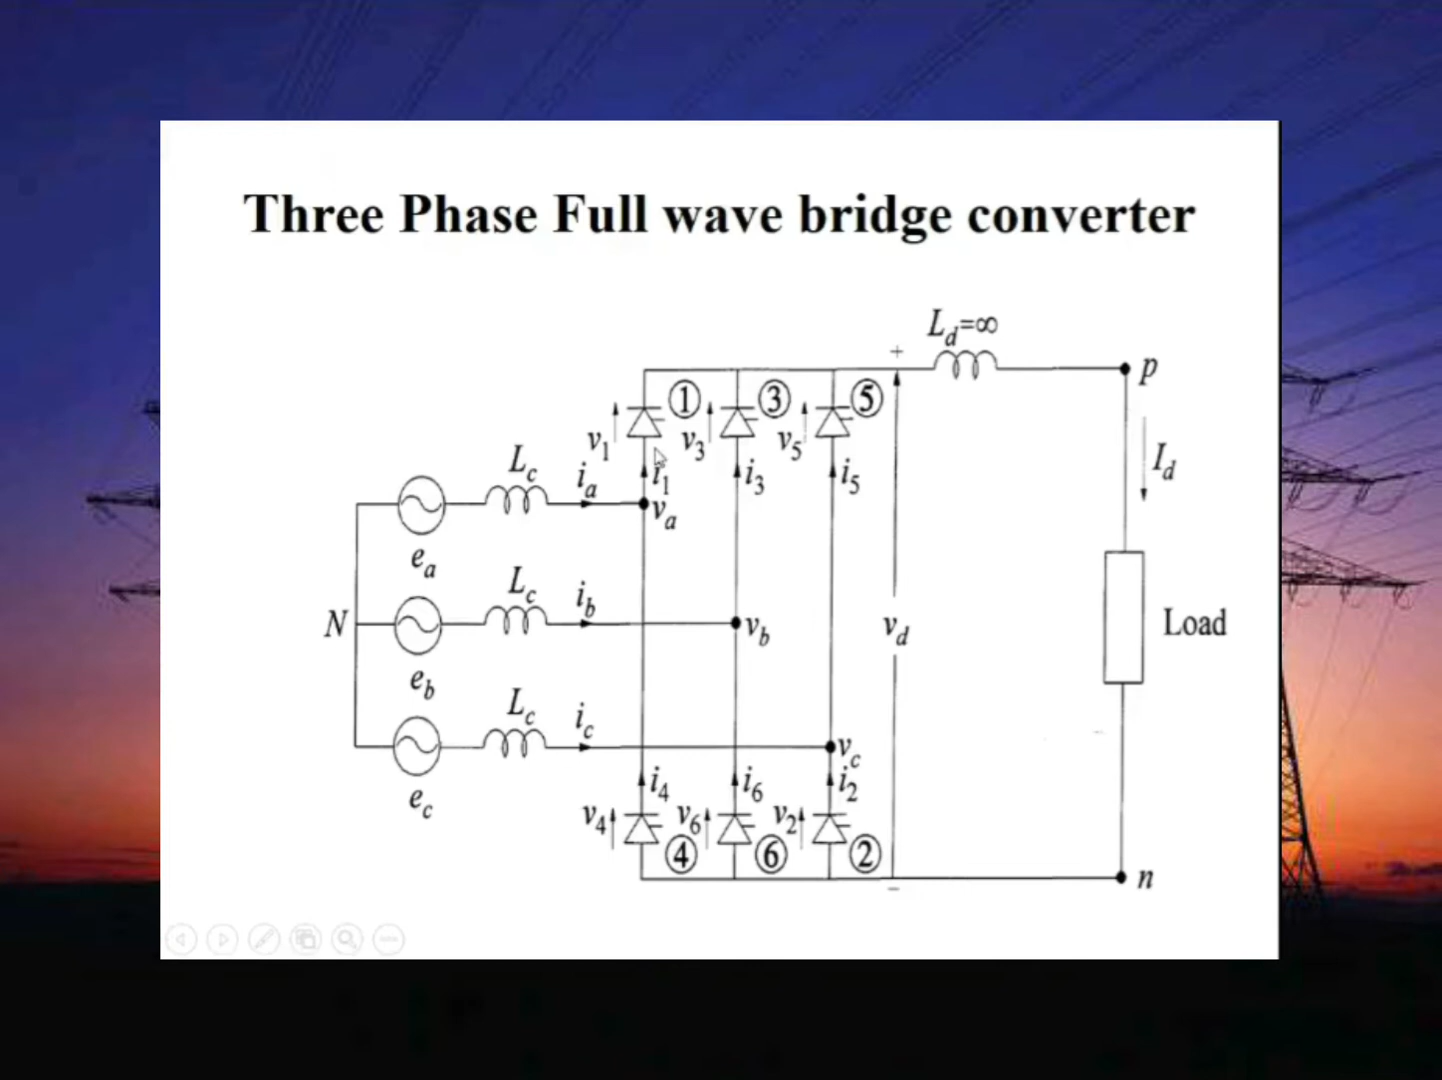 Three Phase Full wave bridge converter
L_d=∞
+
p
① ③ ⑤
v_1 v_3 v_5
i_1 i_3 i_5
I_d
L_c i_a
v_a
e_a
L_c i_b
N v_b v_d Load
e_b
L_c i_c
v_c
e_c
i_4 i_6 i_2
v_4 v_6 v_2
④ ⑥ ②
− n